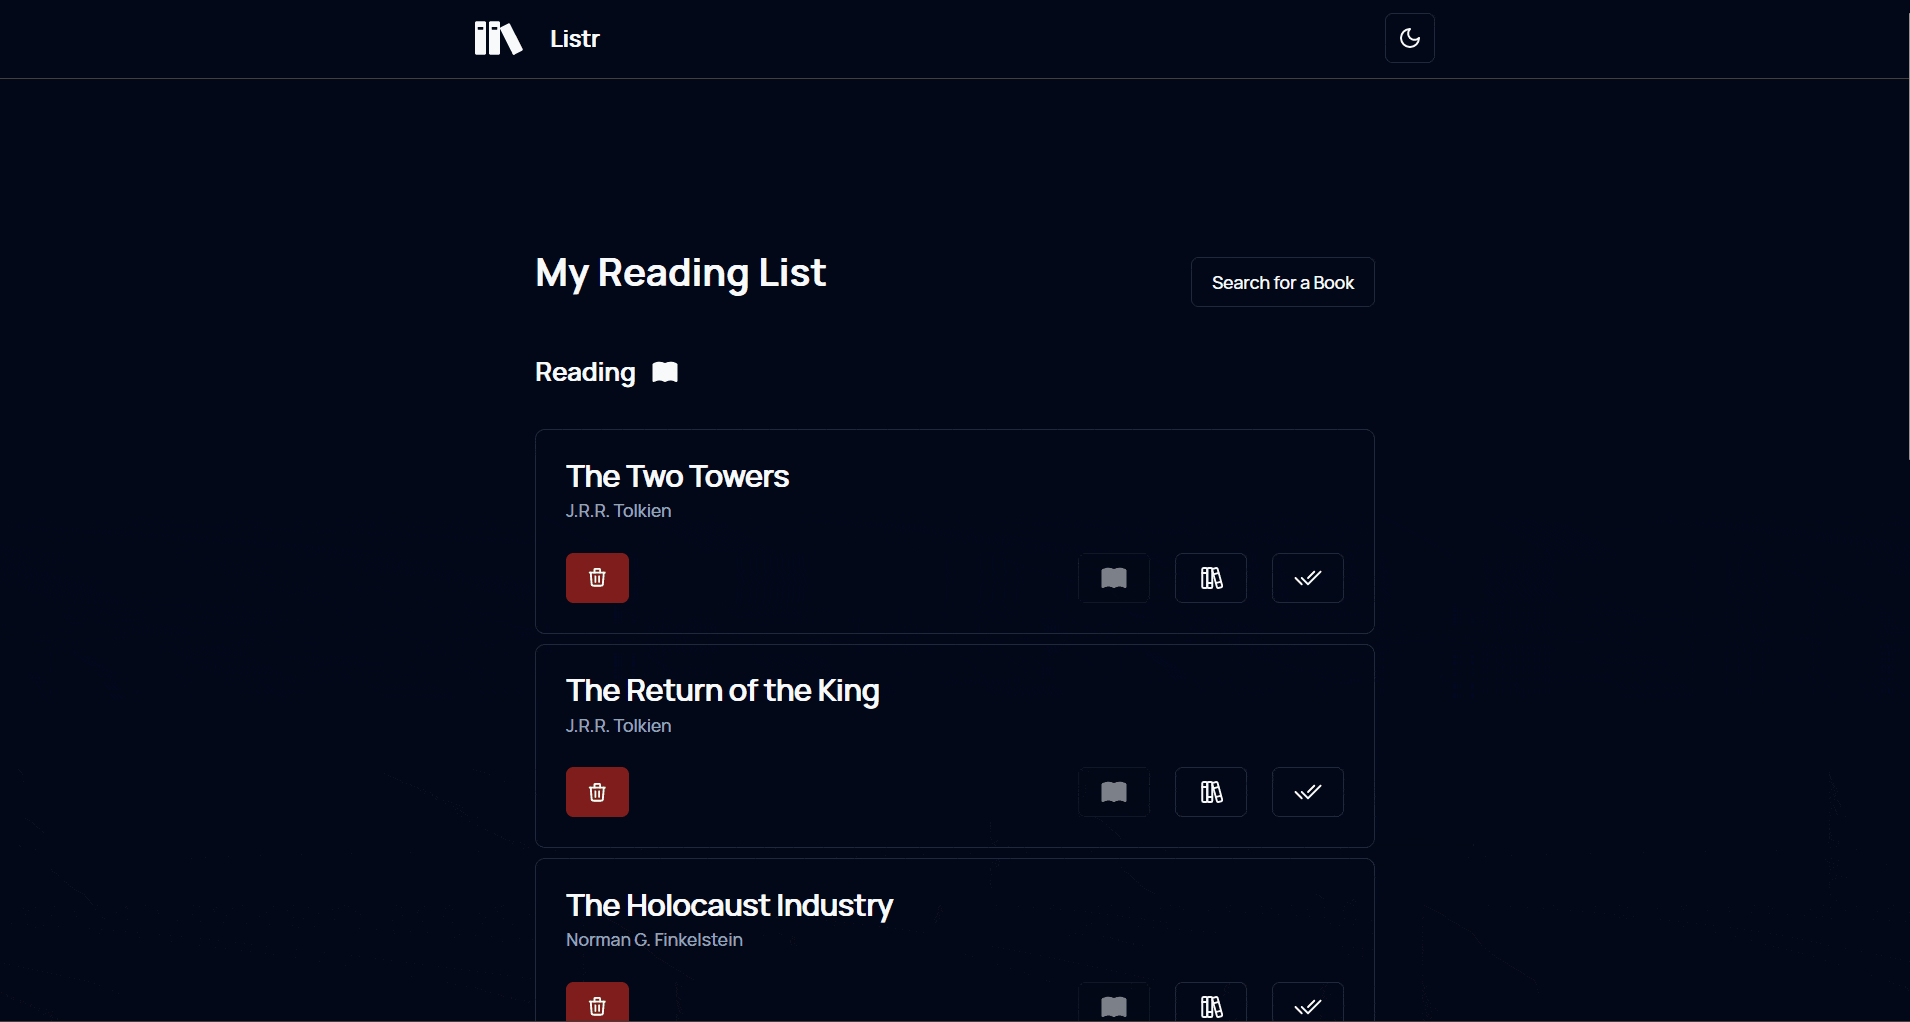 Listr
My Reading List
Search for a Book
Reading
The Two Towers
J.R.R. Tolkien
The Return of the King
J.R.R. Tolkien
The Holocaust Industry
Norman G. Finkelstein